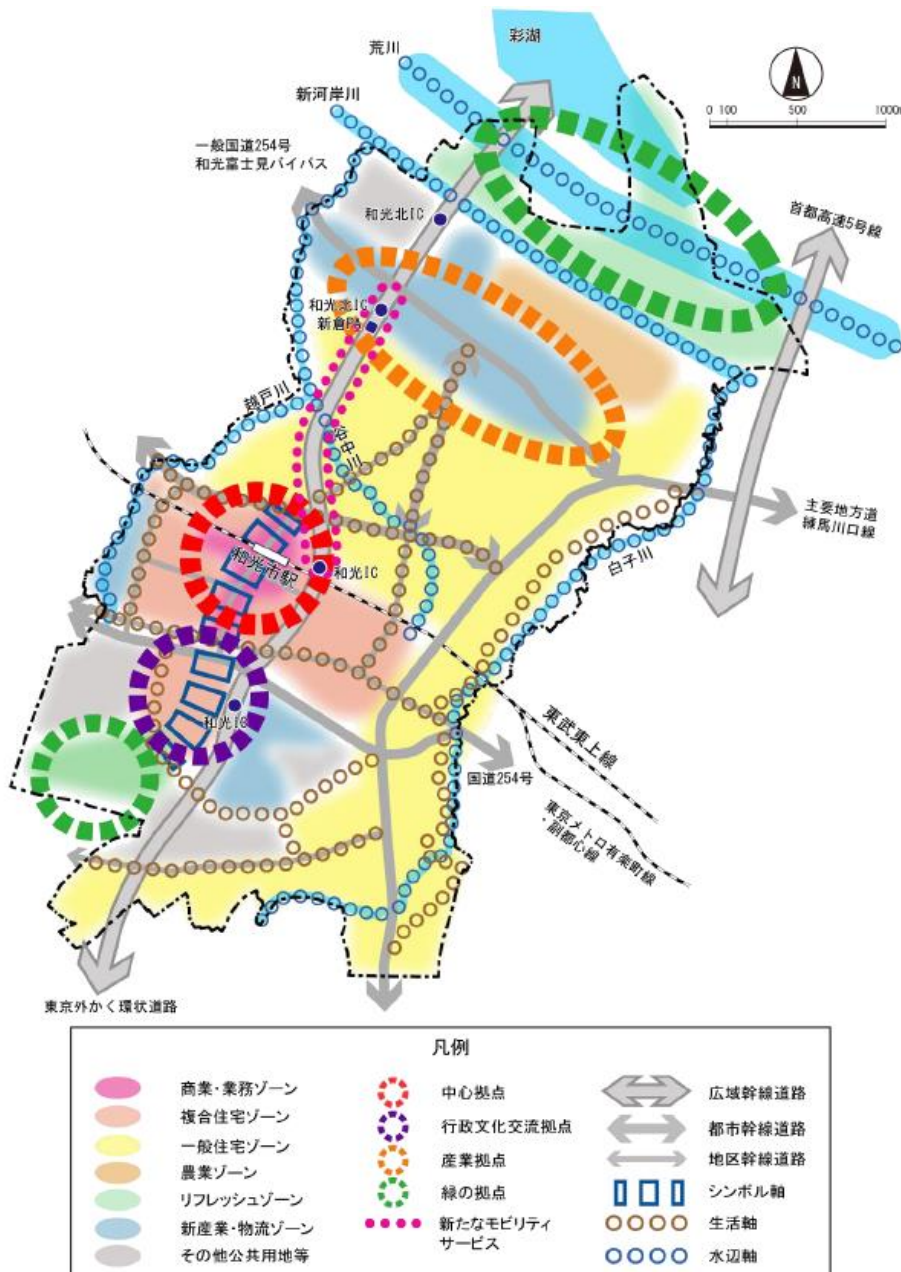 彩湖
荒川
新河岸川
N
0 100 500 1000m
一般国道254号
和光富士見バイパス
和光北IC
首都高速5号線
和光北IC
新倉PA
越戸川
谷中川
主要地方道
練馬川口線
白子川
和光市駅
和光IC
和光IC
東武東上線
国道254号
東京メトロ有楽町線
・副都心線
東京外かく環状道路
凡例
商業・業務ゾーン
複合住宅ゾーン
一般住宅ゾーン
農業ゾーン
リフレッシュゾーン
新産業・物流ゾーン
その他公共用地等
中心拠点
行政文化交流拠点
産業拠点
緑の拠点
新たなモビリティ
サービス
広域幹線道路
都市幹線道路
地区幹線道路
シンボル軸
生活軸
水辺軸